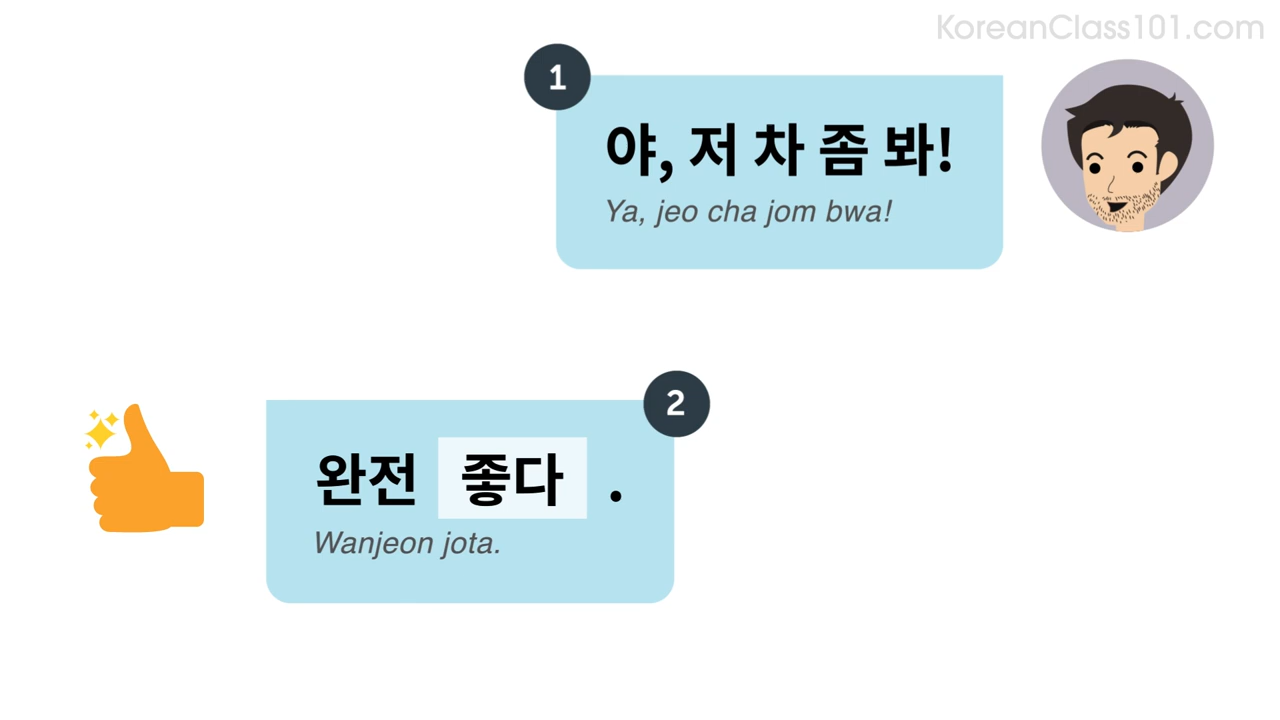 KoreanClass101.com
1
야, 저 차 좀 봐!
Ya, jeo cha jom bwa!
2
완전 좋다 .
Wanjeon jota.